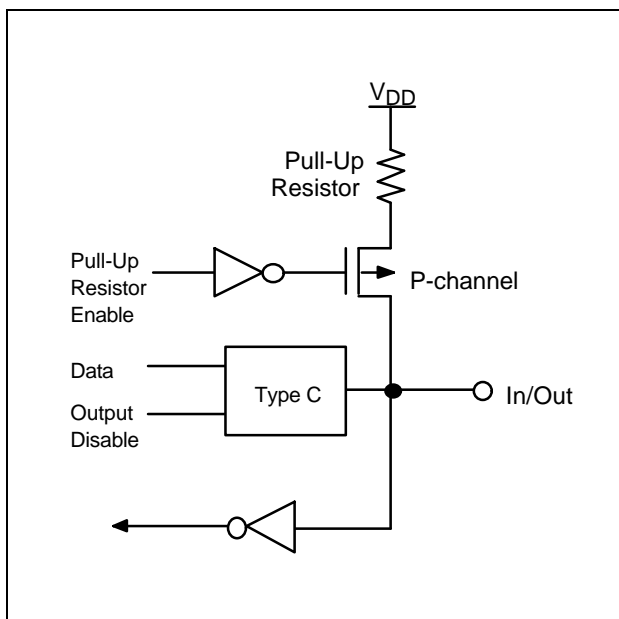 VDD
Pull-Up
Resistor
Pull-Up
Resistor
Enable
P-channel
Data
Type C
Output
Disable
In/Out